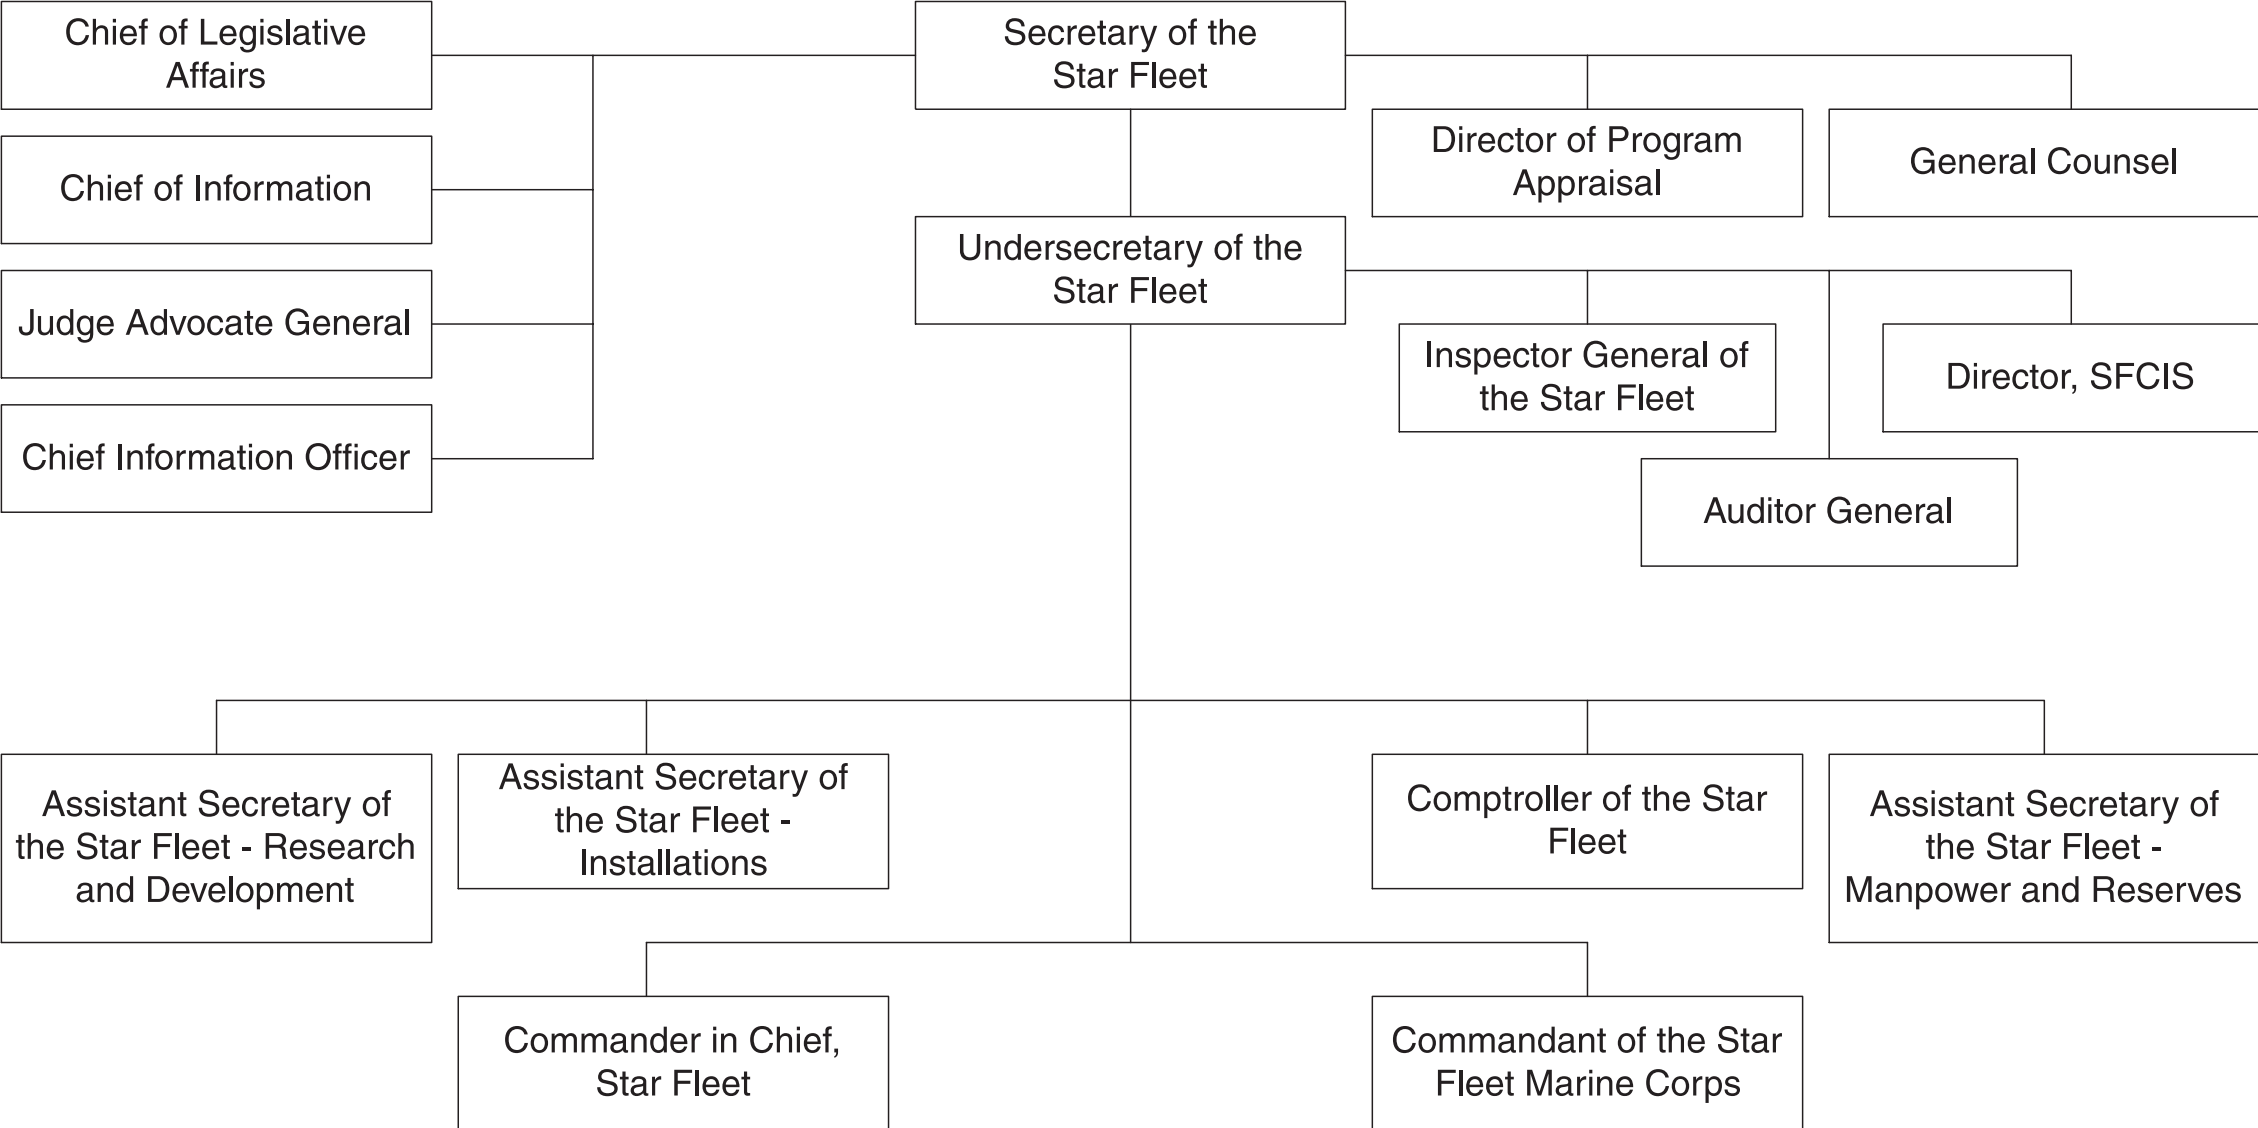 Chief of Legislative
Affairs
Secretary of the
Star Fleet
Director of Program
Appraisal
General Counsel
Chief of Information
Undersecretary of the
Star Fleet
Judge Advocate General
Inspector General of
the Star Fleet
Director, SFCIS
Chief Information Officer
Auditor General
Assistant Secretary of
the Star Fleet - Research
and Development
Assistant Secretary of
the Star Fleet -
Installations
Comptroller of the Star
Fleet
Assistant Secretary of
the Star Fleet -
Manpower and Reserves
Commander in Chief,
Star Fleet
Commandant of the Star
Fleet Marine Corps